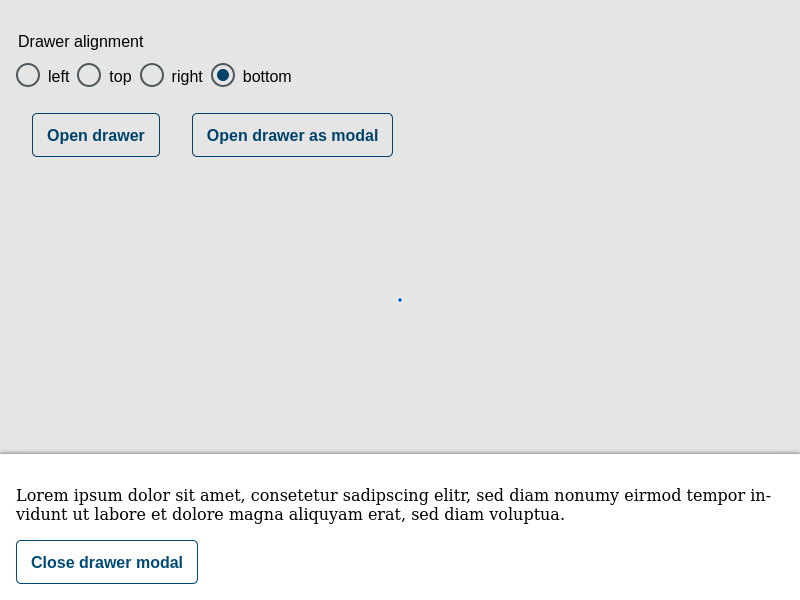 Drawer alignment
left top right bottom
Open drawer Open drawer as modal
Lorem ipsum dolor sit amet, consetetur sadipscing elitr, sed diam nonumy eirmod tempor in-
vidunt ut labore et dolore magna aliquyam erat, sed diam voluptua.
Close drawer modal